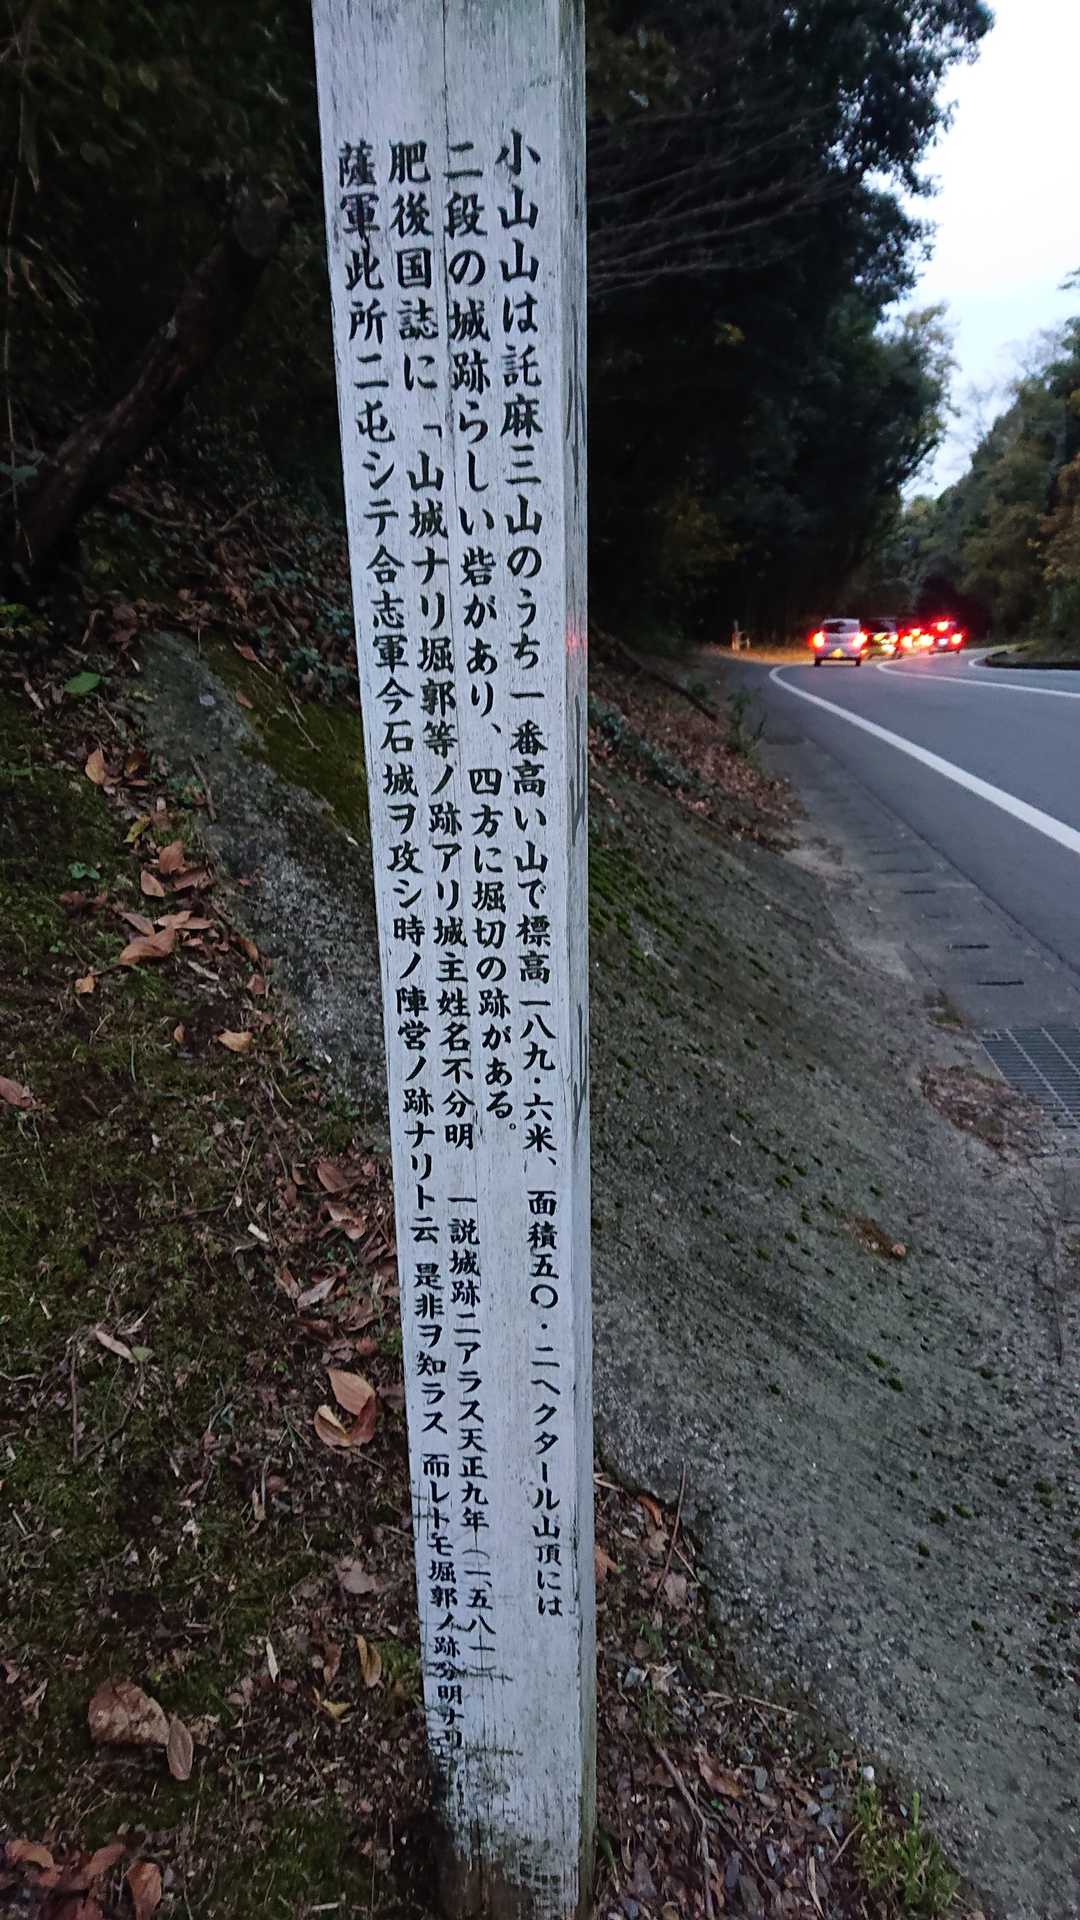 小山山は託麻三山のうち一番高い山で標高一八九・六米、面積五〇・二ヘクタール山頂には
二段の城跡らしい砦があり、四方に堀切の跡がある。
肥後国誌に「山城ナリ堀郭等ノ跡アリ城主姓名不分明 一説城跡ニアラス天正九年(一、五八一)
薩軍此所ニ屯シテ合志軍今石城ヲ攻シ時ノ陣営ノ跡ナリト云 是非ヲ知ラス 而レトモ堀郭ノ跡分明ナリ